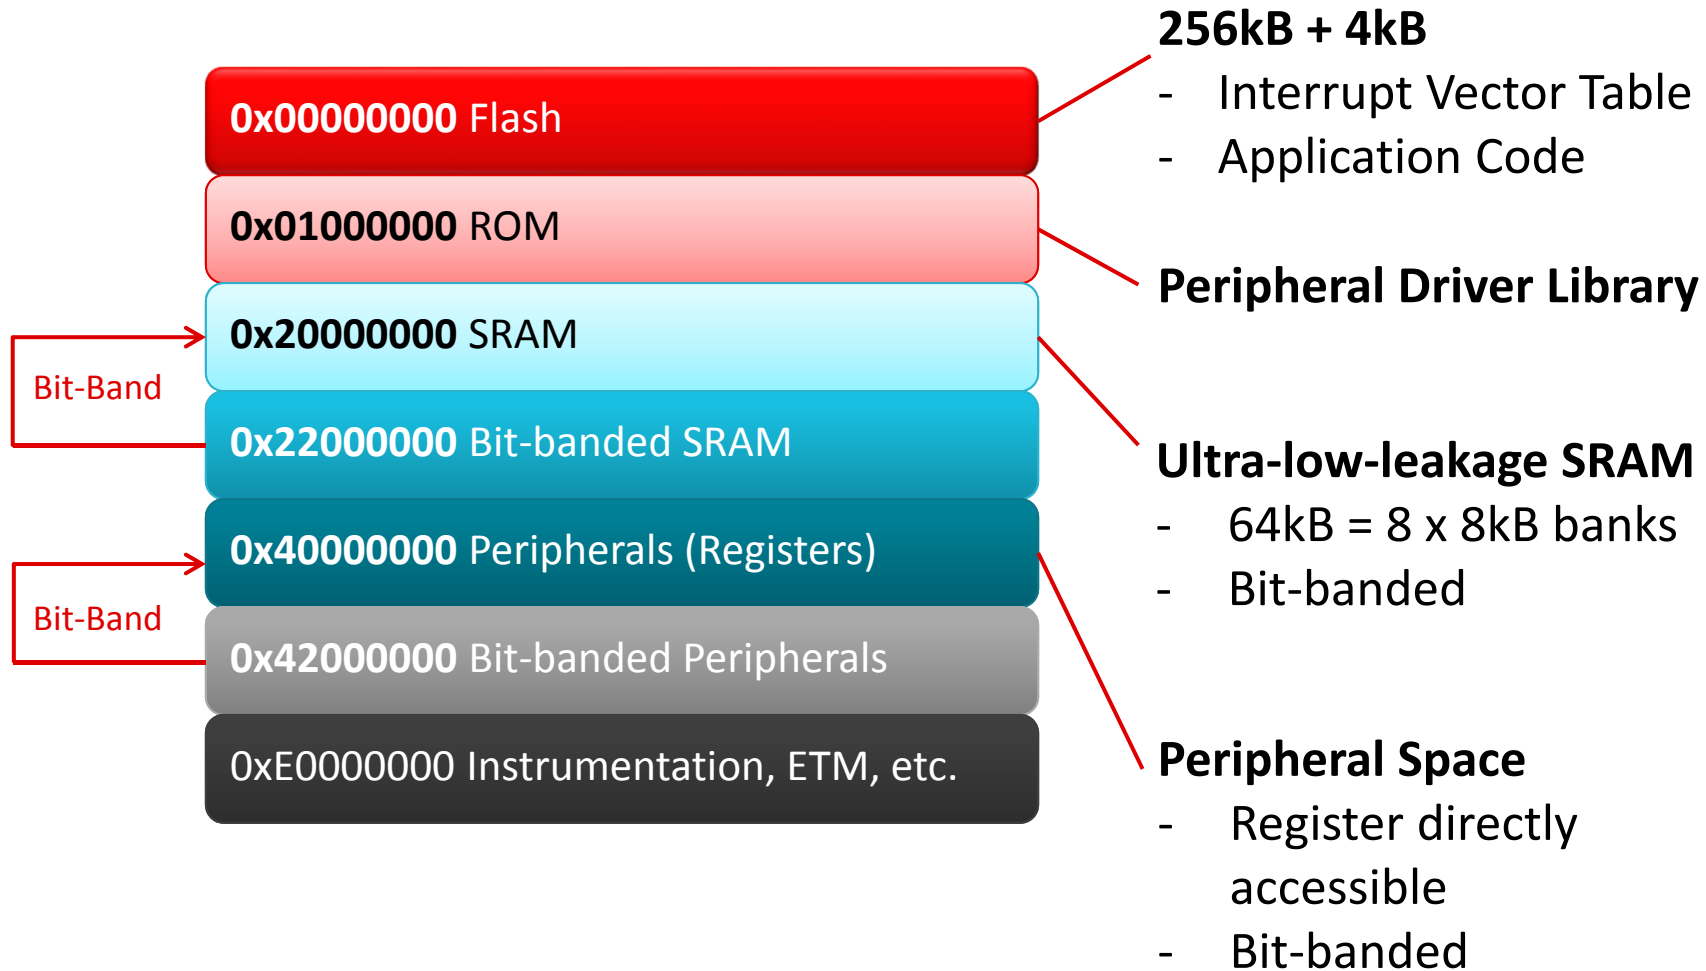 256kB + 4kB
- Interrupt Vector Table
- Application Code
0x00000000 Flash
0x01000000 ROM
Peripheral Driver Library
0x20000000 SRAM
Bit-Band
0x22000000 Bit-banded SRAM
Ultra-low-leakage SRAM
- 64kB = 8 x 8kB banks
- Bit-banded
0x40000000 Peripherals (Registers)
Bit-Band
0x42000000 Bit-banded Peripherals
0xE0000000 Instrumentation, ETM, etc.
Peripheral Space
- Register directly
accessible
- Bit-banded